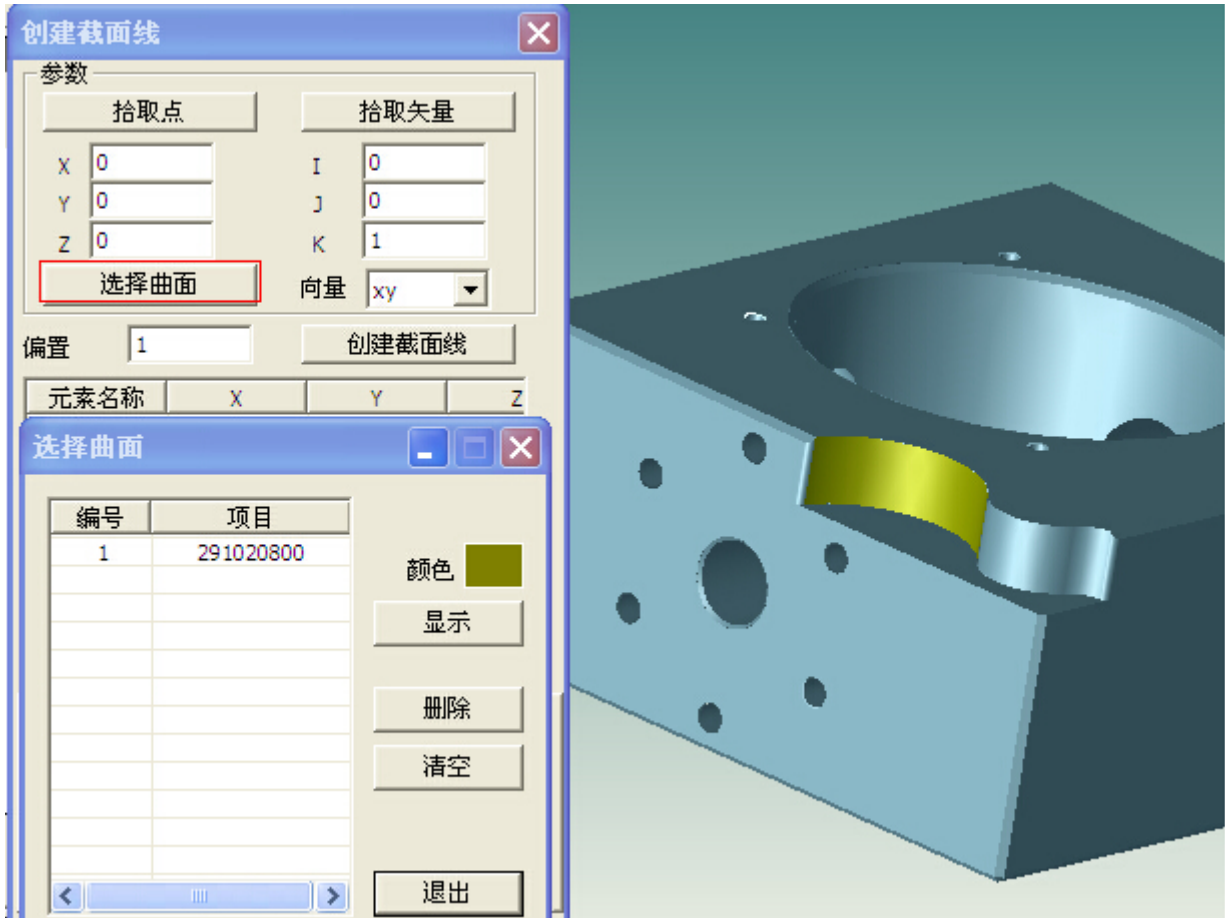 创建截面线
参数
拾取点 拾取矢量
X 0 I 0
Y 0 J 0
Z 0 K 1
选择曲面 向量 xy
偏置 1 创建截面线
元素名称 X Y Z
选择曲面
编号 项目
1 291020800
颜色
显示
删除
清空
退出